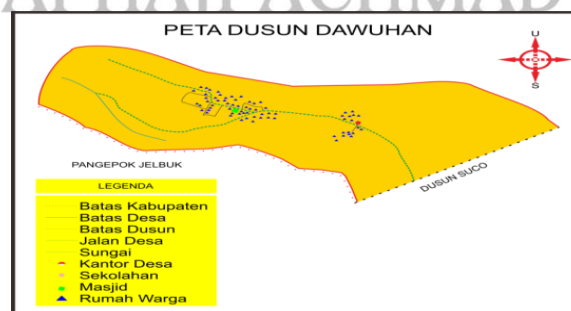 PETA DUSUN DAWUHAN
U
S
PANGEPOK JELBUK
DUSUN SUCO
LEGENDA
Batas Kabupaten
Batas Desa
Batas Dusun
Jalan Desa
Sungai
Kantor Desa
Sekolahan
Masjid
Rumah Warga